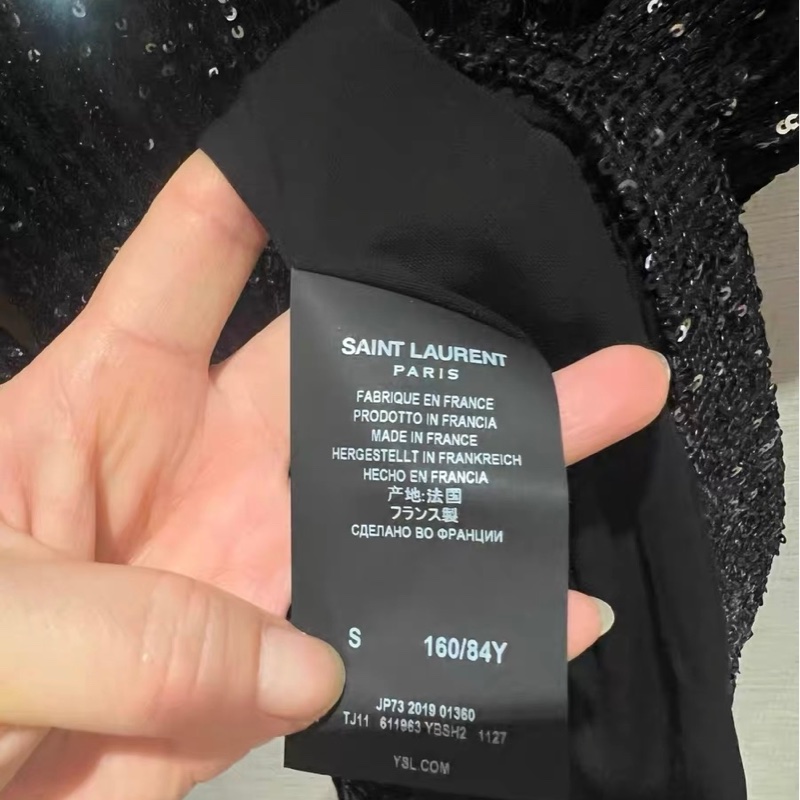 SAINT LAURENT
PARIS
FABRIQUE EN FRANCE
PRODOTTO IN FRANCIA
MADE IN FRANCE
HERGESTELLT IN FRANKREICH
HECHO EN FRANCIA
产地:法国
フランス製
СДЕЛАНО ВО ФРАНЦИИ
S 160/84Y
JP73 2019 01360
TJ11 611963 YBSH2 1127
YSL.COM